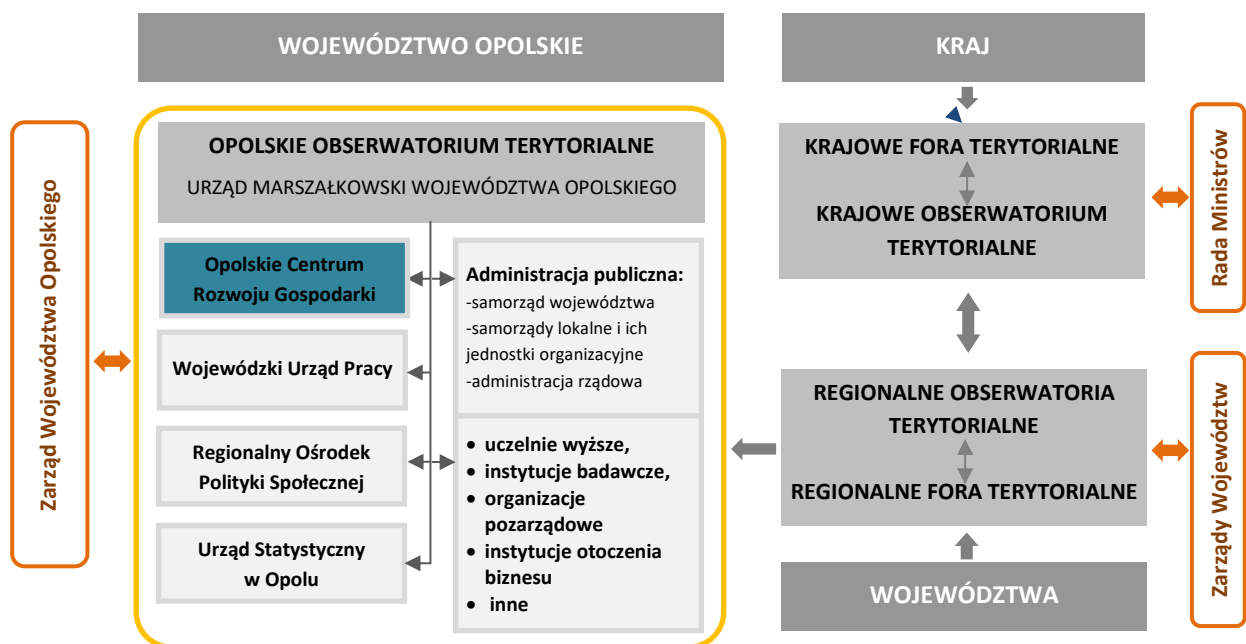 WOJEWÓDZTWO OPOLSKIE
KRAJ
Zarząd Województwa Opolskiego
OPOLSKIE OBSERWATORIUM TERYTORIALNE
URZĄD MARSZAŁKOWSKI WOJEWÓDZTWA OPOLSKIEGO
Opolskie Centrum
Rozwoju Gospodarki
Wojewódzki Urząd Pracy
Regionalny Ośrodek
Polityki Społecznej
Urząd Statystyczny
w Opolu
Administracja publiczna:
-samorząd województwa
-samorządy lokalne i ich
jednostki organizacyjne
-administracja rządowa
• uczelnie wyższe,
• instytucje badawcze,
• organizacje
pozarządowe
• instytucje otoczenia
biznesu
• inne
KRAJOWE FORA TERYTORIALNE
KRAJOWE OBSERWATORIUM
TERYTORIALNE
Rada Ministrów
REGIONALNE OBSERWATORIA
TERYTORIALNE
REGIONALNE FORA TERYTORIALNE
Zarządy Województw
WOJEWÓDZTWA